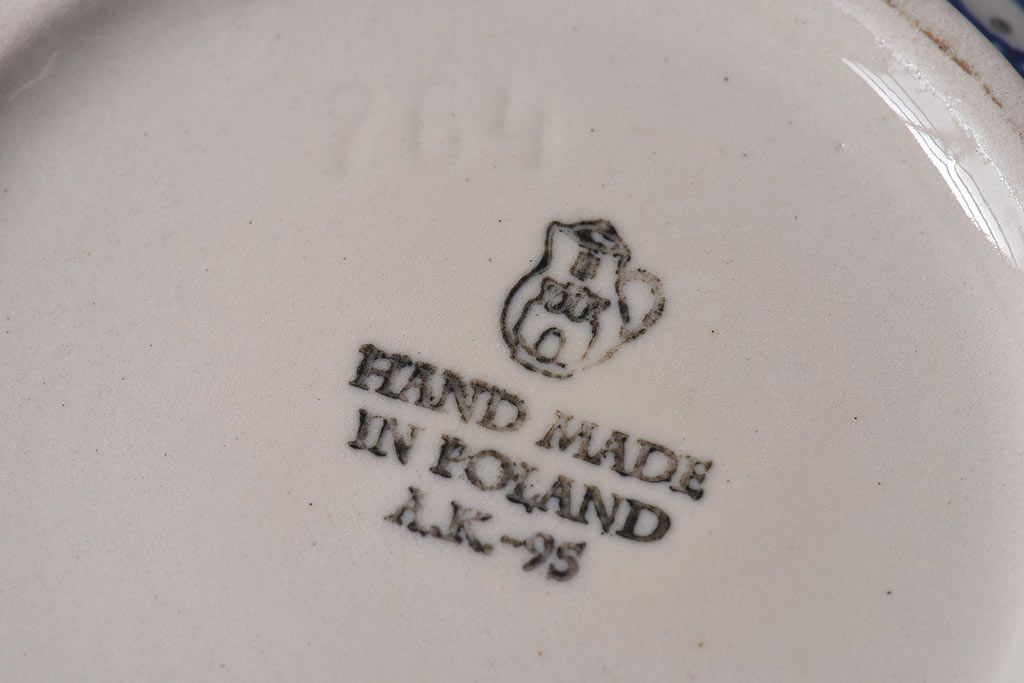 764
HAND MADE
IN POLAND
A.K.-95